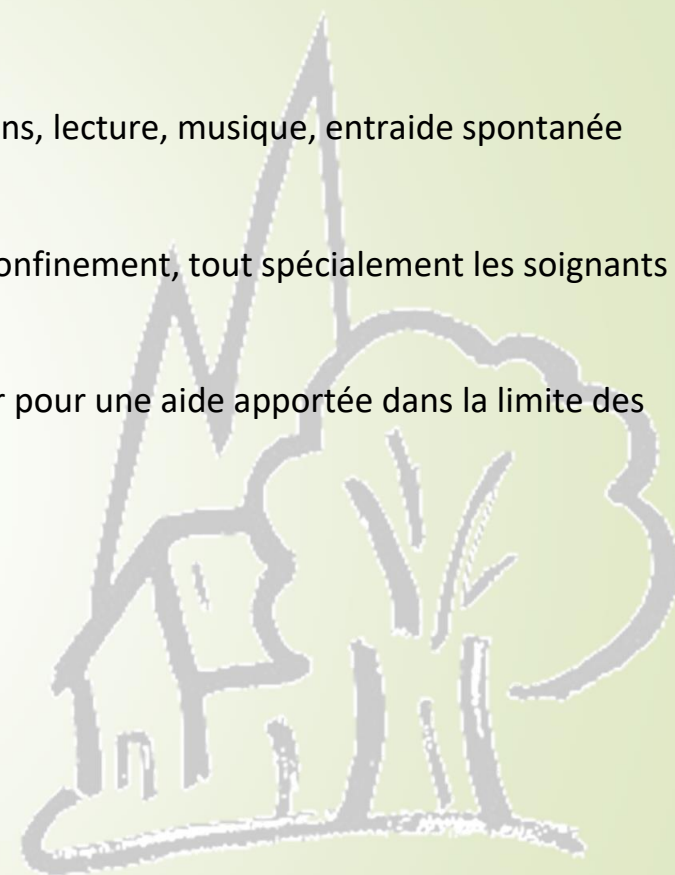 ns, lecture, musique, entraide spontanée
onfinement, tout spécialement les soignants
r pour une aide apportée dans la limite des